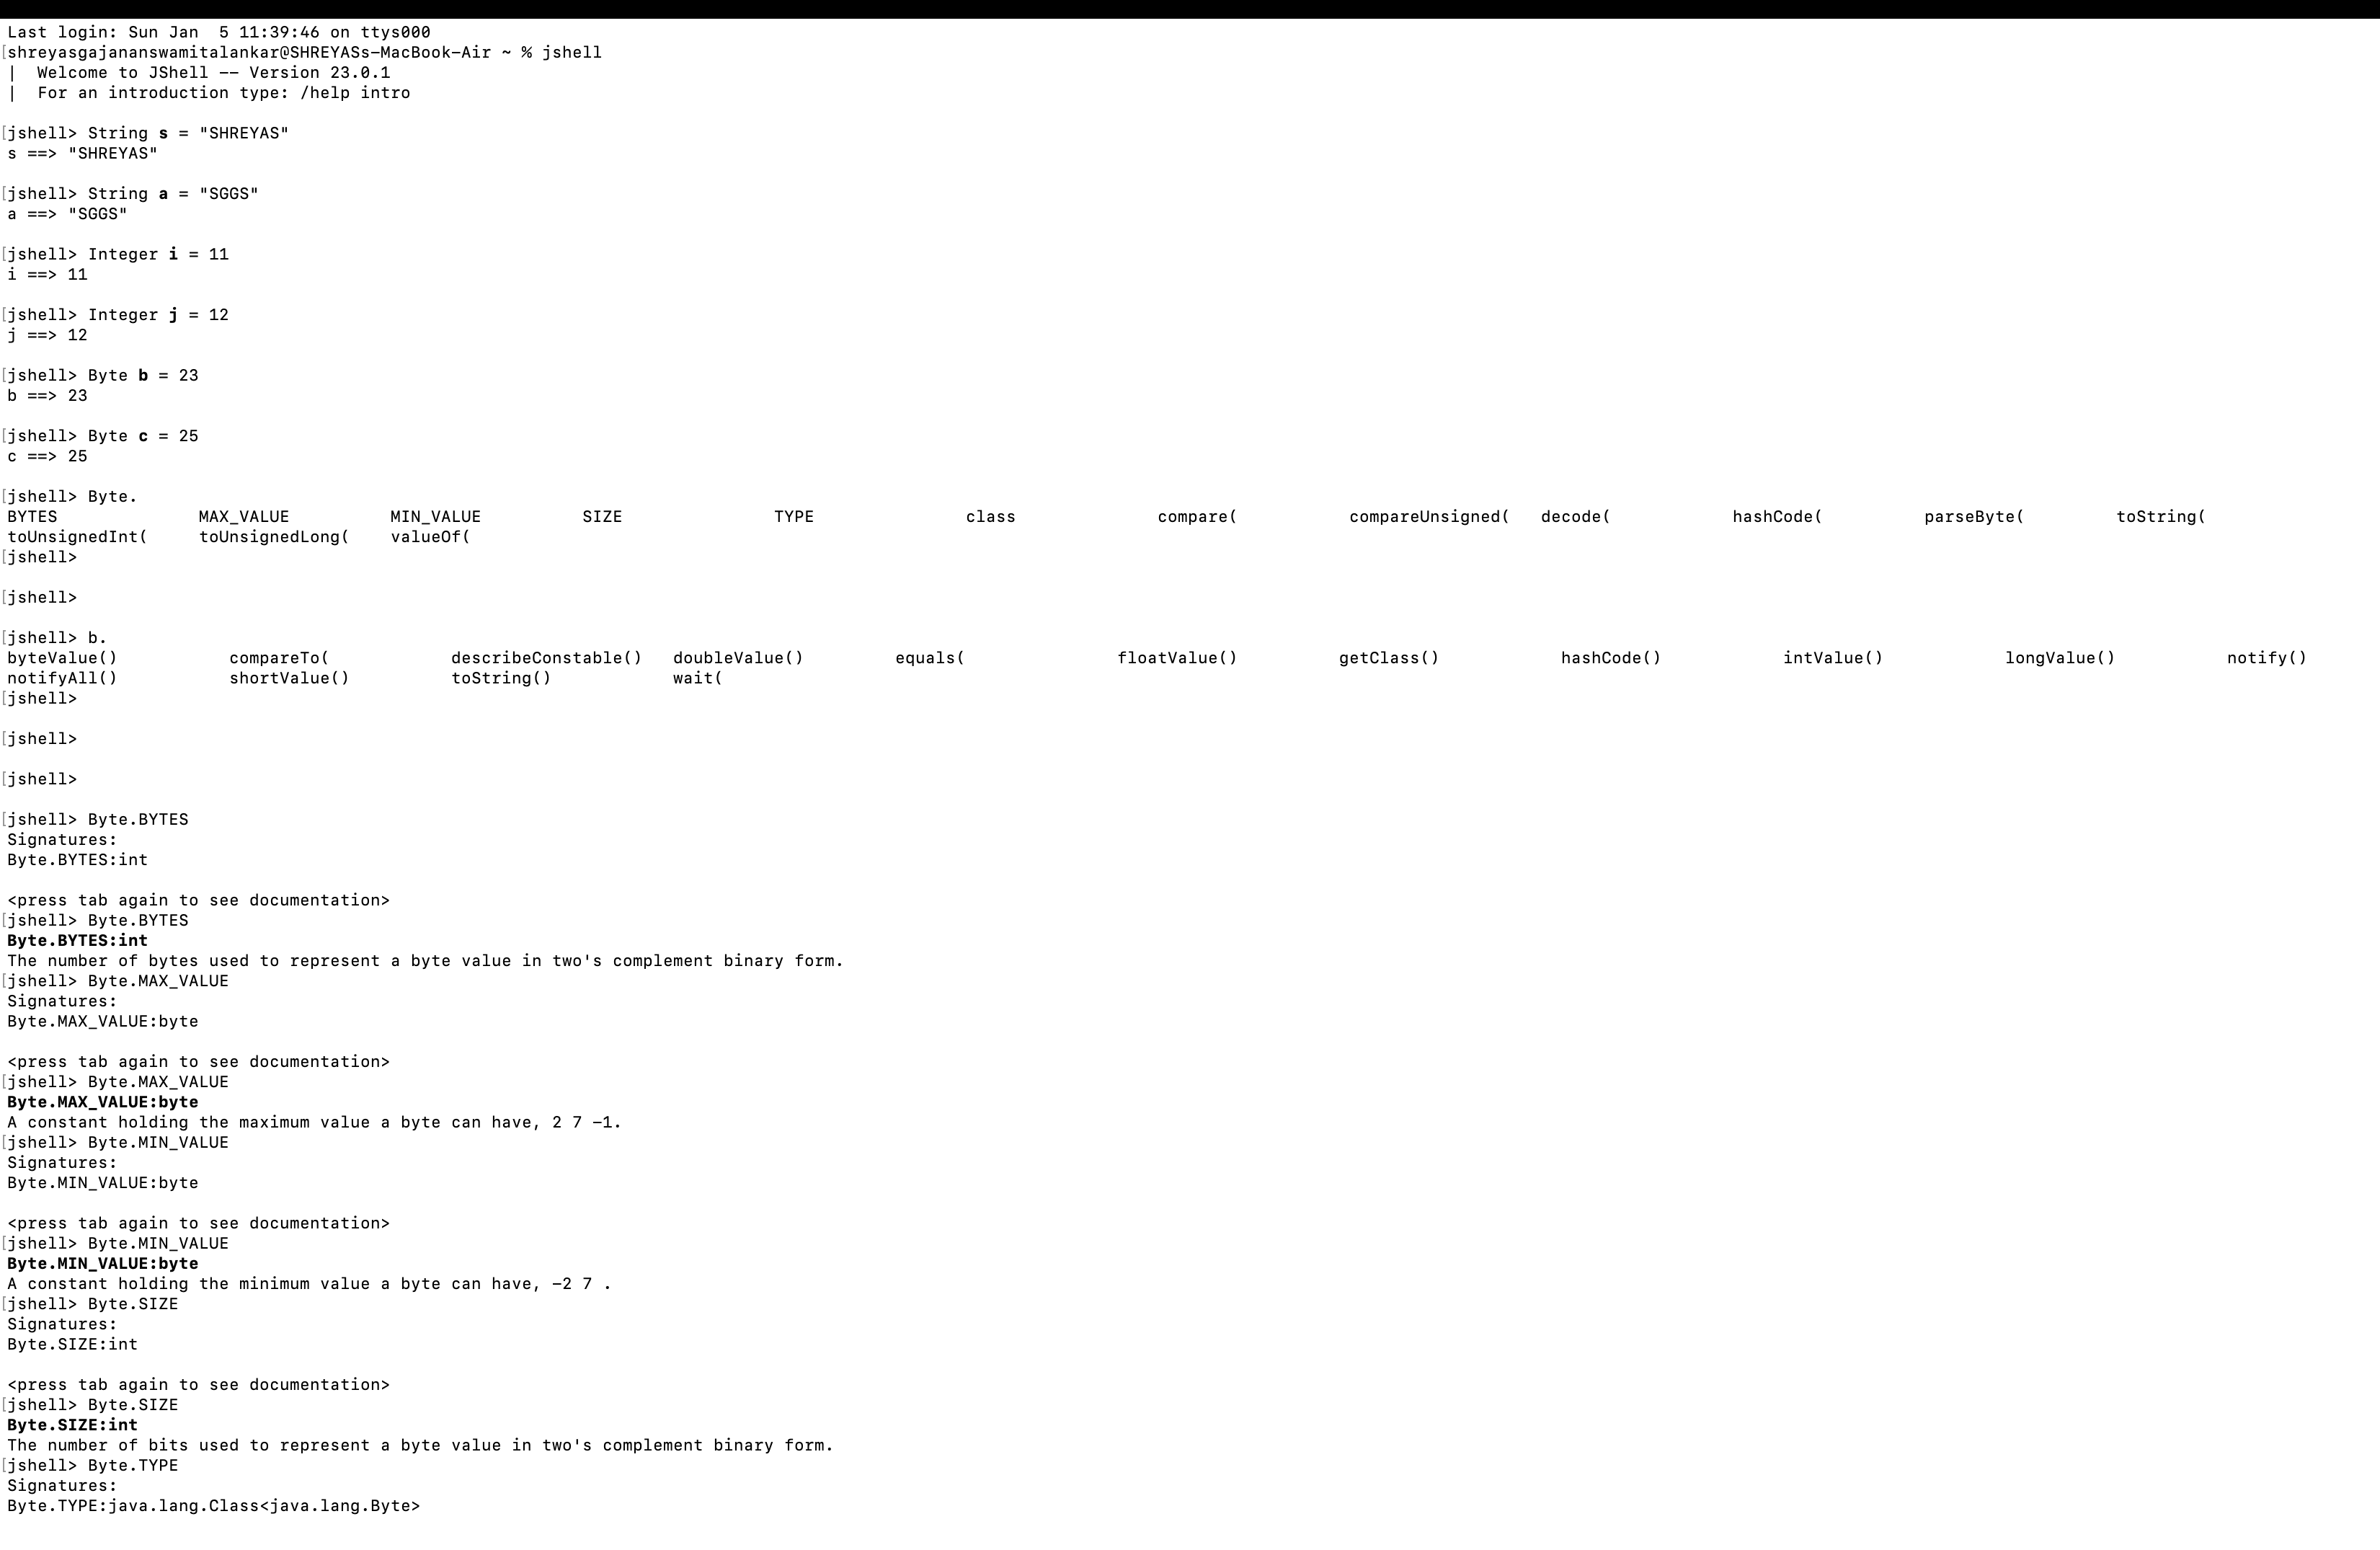 Last login: Sun Jan  5 11:39:46 on ttys000
[shreyasgajananswamitalankar@SHREYASs-MacBook-Air ~ % jshell
|  Welcome to JShell -- Version 23.0.1
|  For an introduction type: /help intro
[jshell> String s = "SHREYAS"
s ==> "SHREYAS"
[jshell> String a = "SGGS"
a ==> "SGGS"
[jshell> Integer i = 11
i ==> 11
[jshell> Integer j = 12
j ==> 12
[jshell> Byte b = 23
b ==> 23
[jshell> Byte c = 25
c ==> 25
[jshell> Byte.
BYTES MAX_VALUE MIN_VALUE SIZE TYPE class compare( compareUnsigned( decode( hashCode( parseByte( toString(
toUnsignedInt( toUnsignedLong( valueOf(
[jshell>
[jshell>
[jshell> b.
byteValue() compareTo( describeConstable() doubleValue() equals( floatValue() getClass() hashCode() intValue() longValue() notify()
notifyAll() shortValue() toString() wait(
[jshell>
[jshell>
[jshell>
[jshell> Byte.BYTES
Signatures:
Byte.BYTES:int
<press tab again to see documentation>
[jshell> Byte.BYTES
Byte.BYTES:int
The number of bytes used to represent a byte value in two's complement binary form.
[jshell> Byte.MAX_VALUE
Signatures:
Byte.MAX_VALUE:byte
<press tab again to see documentation>
[jshell> Byte.MAX_VALUE
Byte.MAX_VALUE:byte
A constant holding the maximum value a byte can have, 2 7 -1.
[jshell> Byte.MIN_VALUE
Signatures:
Byte.MIN_VALUE:byte
<press tab again to see documentation>
[jshell> Byte.MIN_VALUE
Byte.MIN_VALUE:byte
A constant holding the minimum value a byte can have, -2 7 .
[jshell> Byte.SIZE
Signatures:
Byte.SIZE:int
<press tab again to see documentation>
[jshell> Byte.SIZE
Byte.SIZE:int
The number of bits used to represent a byte value in two's complement binary form.
[jshell> Byte.TYPE
Signatures:
Byte.TYPE:java.lang.Class<java.lang.Byte>